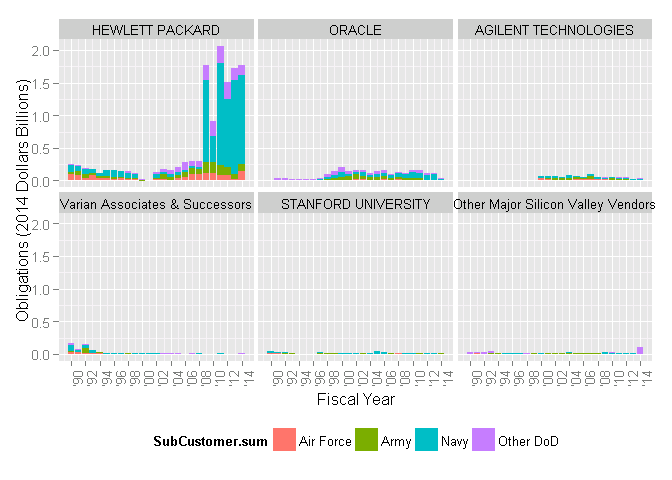 HEWLETT PACKARD ORACLE AGILENT TECHNOLOGIES
2.0
1.5
1.0
0.5
0.0
Varian Associates & Successors STANFORD UNIVERSITY Other Major Silicon Valley Vendors
2.0
1.5
1.0
0.5
0.0
Obligations (2014 Dollars Billions)
'90 '92 '94 '96 '98 '00 '02 '04 '06 '08 '10 '12 '14 '90 '92 '94 '96 '98 '00 '02 '04 '06 '08 '10 '12 '14 '90 '92 '94 '96 '98 '00 '02 '04 '06 '08 '10 '12 '14
Fiscal Year
SubCustomer.sum Air Force Army Navy Other DoD